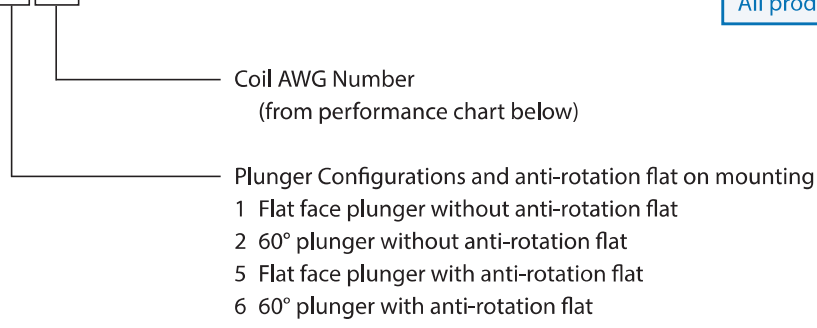 All prod
Coil AWG Number
(from performance chart below)
Plunger Configurations and anti-rotation flat on mounting
1 Flat face plunger without anti-rotation flat
2 60° plunger without anti-rotation flat
5 Flat face plunger with anti-rotation flat
6 60° plunger with anti-rotation flat